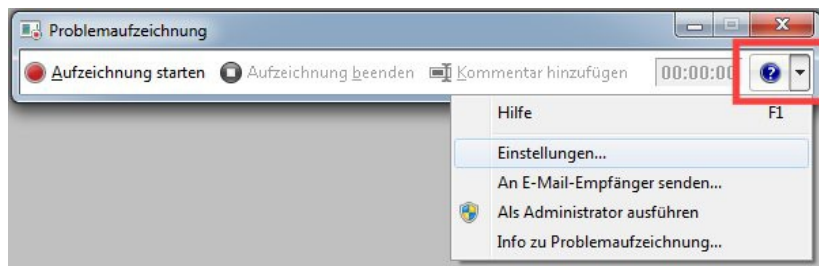 Problemaufzeichnung
Aufzeichnung starten Aufzeichnung beenden Kommentar hinzufügen 00:00:00
Hilfe F1
Einstellungen...
An E-Mail-Empfänger senden...
Als Administrator ausführen
Info zu Problemaufzeichnung...